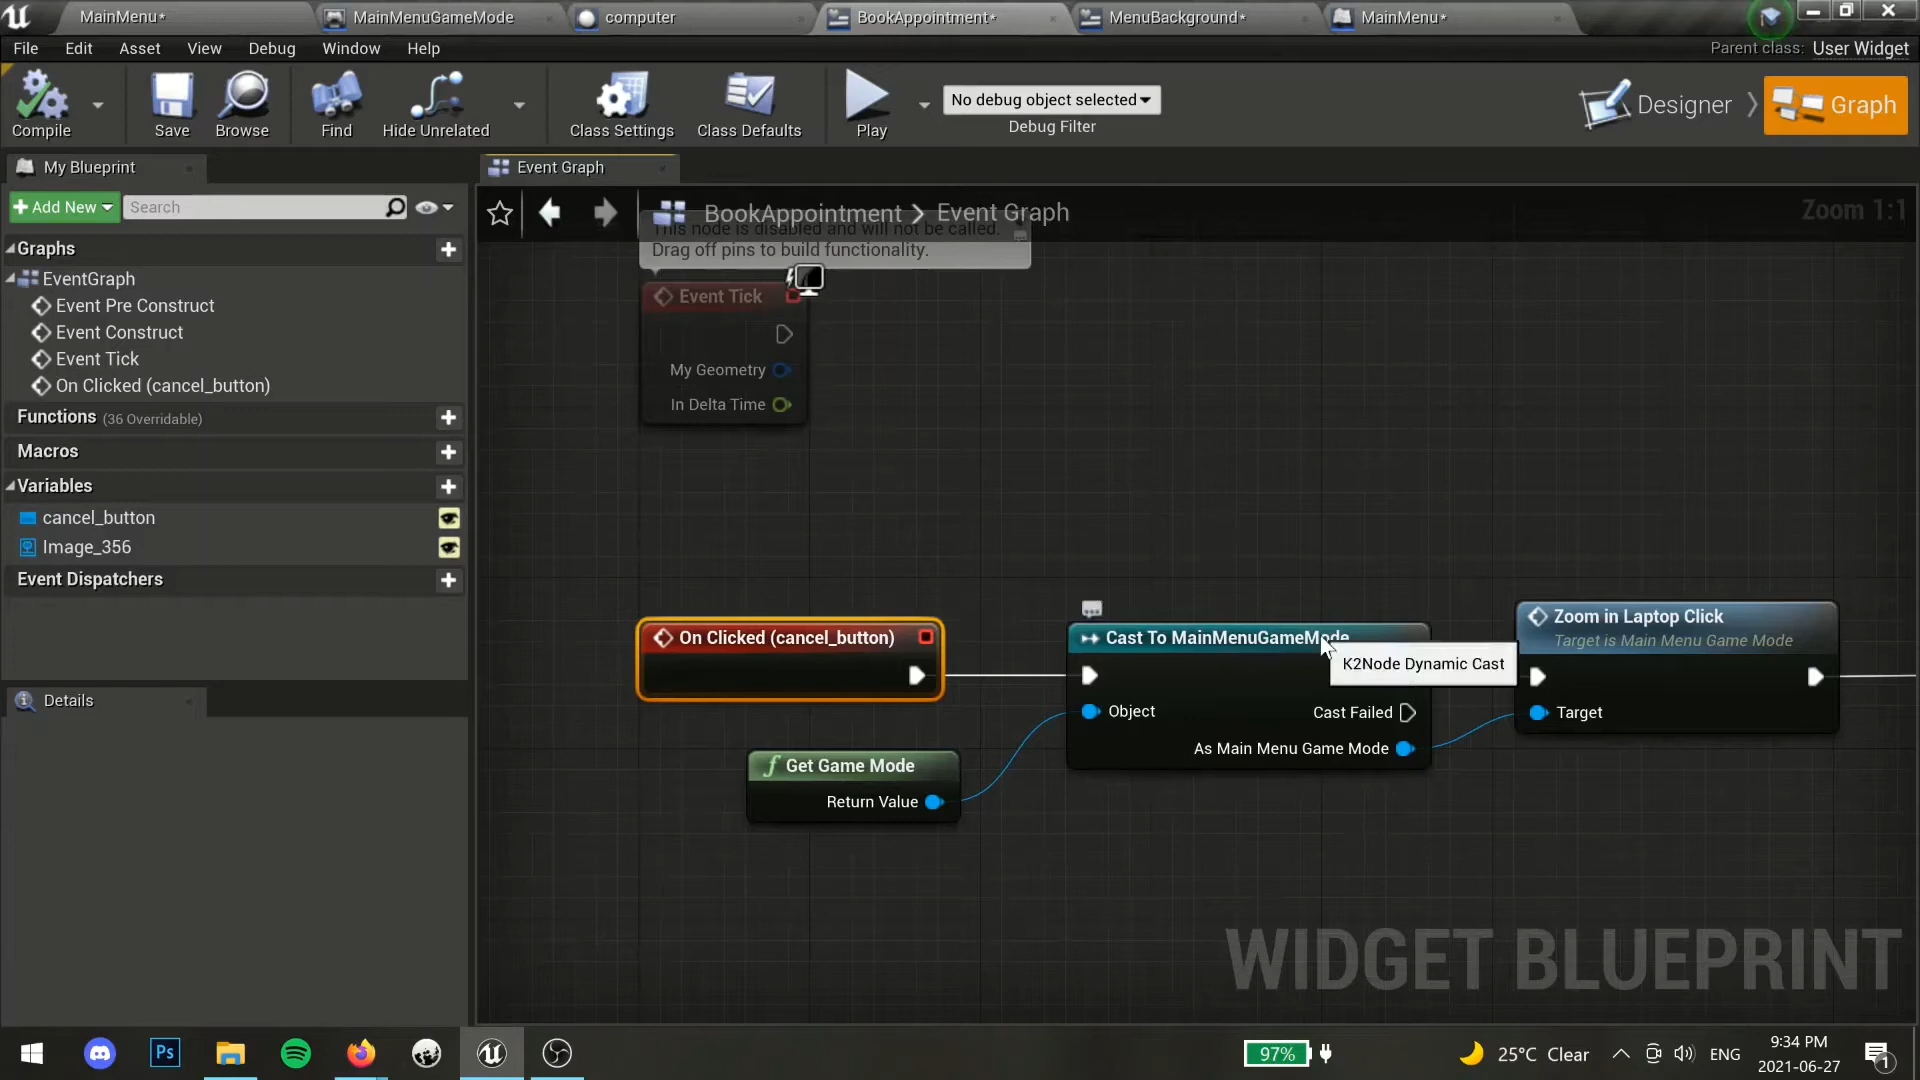 MainMenu*
MainMenuGameMode
computer
BookAppointment*
MenuBackground*
MainMenu*
File
Edit
Asset
View
Debug
Window
Help
Parent class: User Widget
Compile
Save
Browse
Find
Hide Unrelated
Class Settings
Class Defaults
Play
No debug object selected
Debug Filter
Designer
Graph
My Blueprint
Event Graph
Add New
Search
BookAppointment > Event Graph
Zoom 1:1
This node is disabled and will not be called.
Drag off pins to build functionality.
Graphs
EventGraph
Event Pre Construct
Event Construct
Event Tick
On Clicked (cancel_button)
Functions (36 Overridable)
Macros
Variables
cancel_button
Image_356
Event Dispatchers
Details
Event Tick
My Geometry
In Delta Time
On Clicked (cancel_button)
Get Game Mode
Return Value
Cast To MainMenuGameMode
Object
Cast Failed
As Main Menu Game Mode
K2Node Dynamic Cast
Zoom in Laptop Click
Target is Main Menu Game Mode
Target
WIDGET BLUEPRINT
Ps
97%
25°C Clear
ENG
9:34 PM
2021-06-27
1